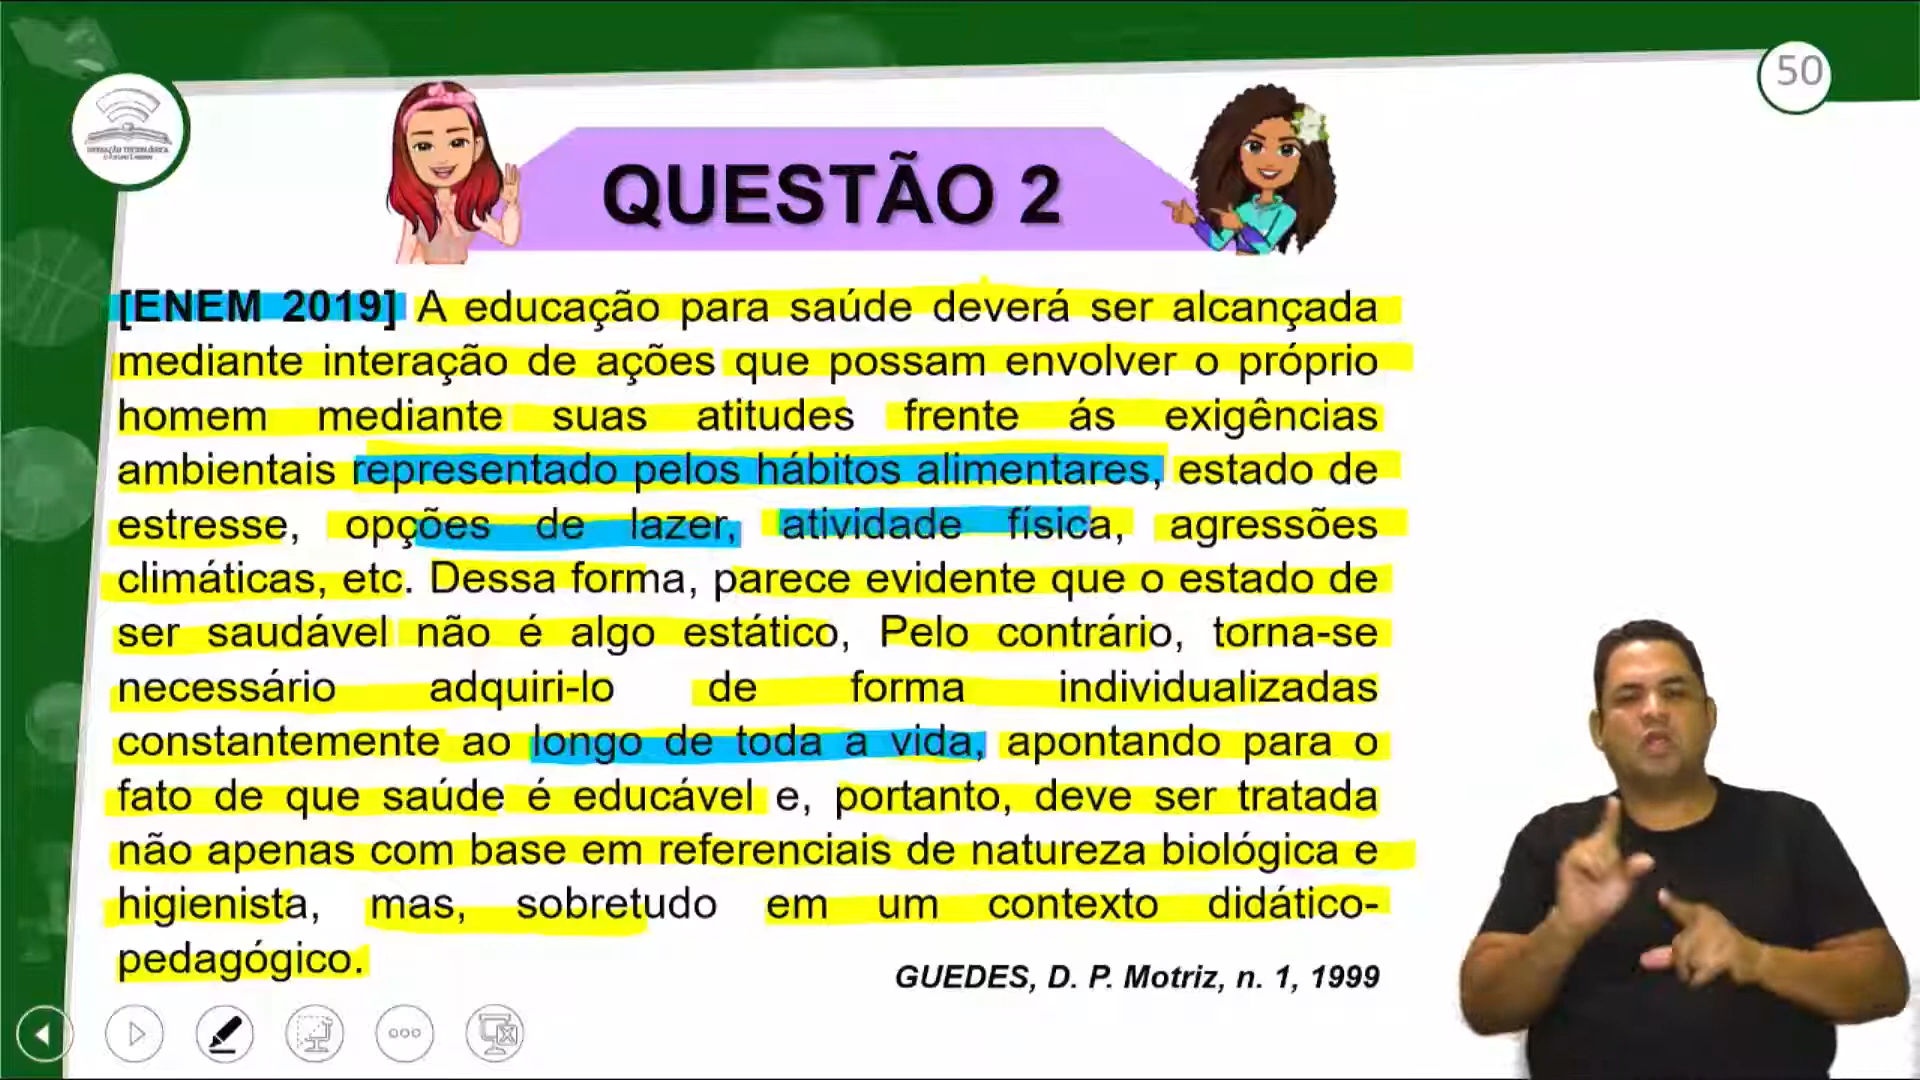 50
QUESTÃO 2
[ENEM 2019] A educação para saúde deverá ser alcançada
mediante interação de ações que possam envolver o próprio
homem mediante suas atitudes frente ás exigências
ambientais representado pelos hábitos alimentares, estado de
estresse, opções de lazer, atividade física, agressões
climáticas, etc. Dessa forma, parece evidente que o estado de
ser saudável não é algo estático, Pelo contrário, torna-se
necessário adquiri-lo de forma individualizadas
constantemente ao longo de toda a vida, apontando para o
fato de que saúde é educável e, portanto, deve ser tratada
não apenas com base em referenciais de natureza biológica e
higienista, mas, sobretudo em um contexto didático-
pedagógico.
GUEDES, D. P. Motriz, n. 1, 1999